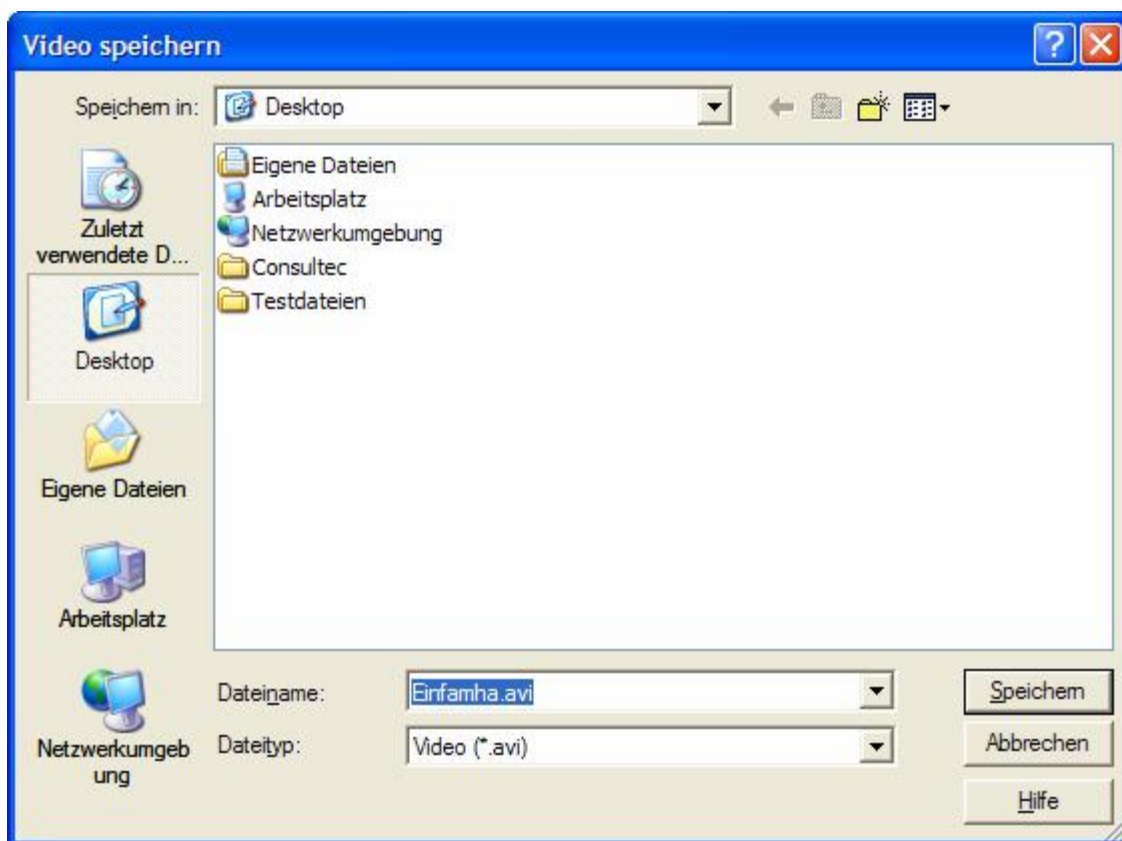 Video speichern
Speichern in:
Desktop
Zuletzt
verwendete D...
Desktop
Eigene Dateien
Arbeitsplatz
Netzwerkumgeb
ung
Eigene Dateien
Arbeitsplatz
Netzwerkumgebung
Consultec
Testdateien
Dateiname:
Einfamha.avi
Speichern
Dateityp:
Video (*.avi)
Abbrechen
Hilfe